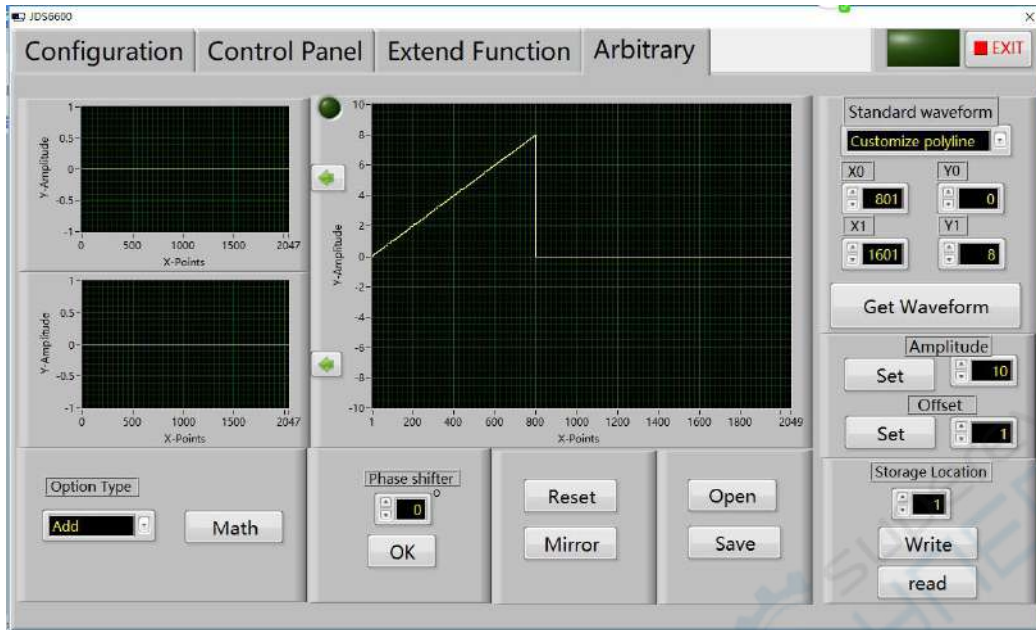 JDS6600
Configuration
Control Panel
Extend Function
Arbitrary
EXIT
1
0.5
0
-0.5
-1
Y-Amplitude
0 500 1000 1500 2047
X-Points
1
0.5
0
-0.5
-1
Y-Amplitude
0 500 1000 1500 2047
X-Points
10
8
6
4
2
0
-2
-4
-6
-8
-10
Y-Amplitude
1 200 400 600 800 1000 1200 1400 1600 1800 2049
X-Points
Standard waveform
Customize polyline
X0 Y0
801 0
X1 Y1
1601 8
Get Waveform
Amplitude
Set 10
Offset
Set 1
Option Type
Add
Math
Phase shifter
0 °
OK
Reset
Mirror
Open
Save
Storage Location
1
Write
read